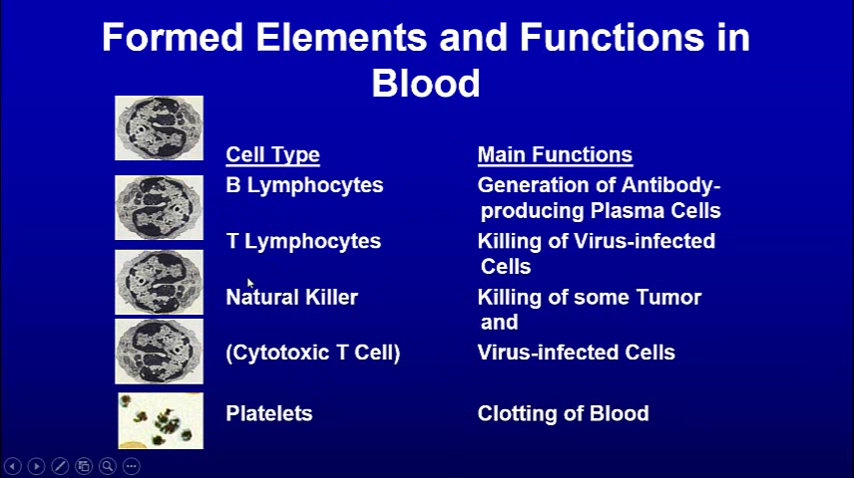 Formed Elements and Functions in
Blood
Cell Type Main Functions
B Lymphocytes Generation of Antibody-
producing Plasma Cells
T Lymphocytes Killing of Virus-infected
Cells
Natural Killer Killing of some Tumor
and
(Cytotoxic T Cell) Virus-infected Cells
Platelets Clotting of Blood